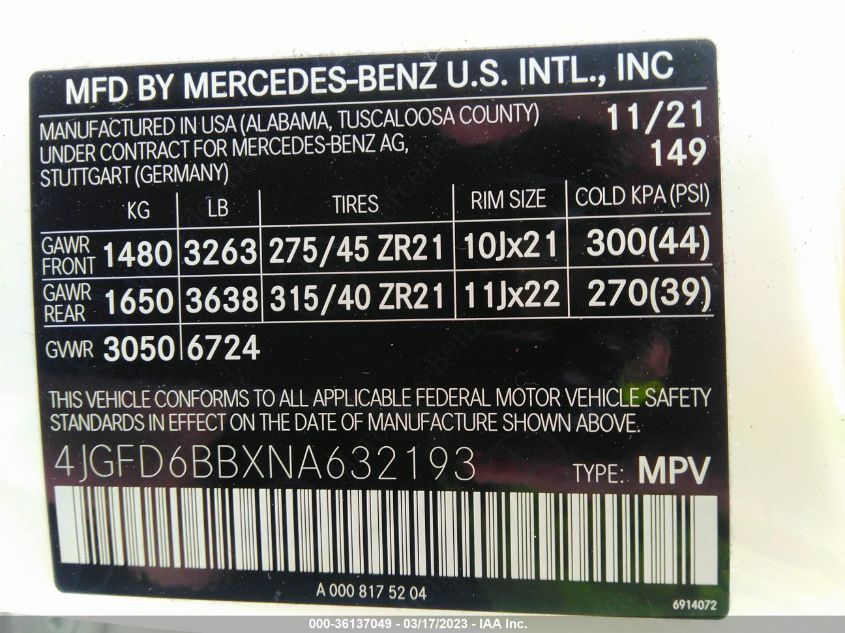 MFD BY MERCEDES-BENZ U.S. INTL., INC
MANUFACTURED IN USA (ALABAMA, TUSCALOOSA COUNTY) 11/21
UNDER CONTRACT FOR MERCEDES-BENZ AG, 149
STUTTGART (GERMANY)
KG LB TIRES RIM SIZE COLD KPA (PSI)
GAWR FRONT 1480 3263 275/45 ZR21 10Jx21 300(44)
GAWR REAR 1650 3638 315/40 ZR21 11Jx22 270(39)
GVWR 3050 6724
THIS VEHICLE CONFORMS TO ALL APPLICABLE FEDERAL MOTOR VEHICLE SAFETY
STANDARDS IN EFFECT ON THE DATE OF MANUFACTURE SHOWN ABOVE.
4JGFD6BBXNA632193 TYPE: MPV
A 000 817 52 04
6914072
000-36137049 - 03/17/2023 - IAA Inc.